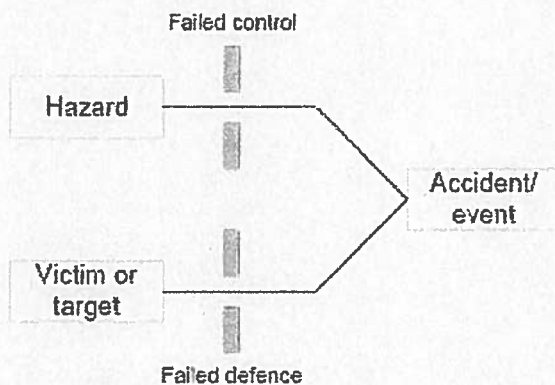 Failed control
Hazard
Accident/
event
Victim or
target
Failed defence